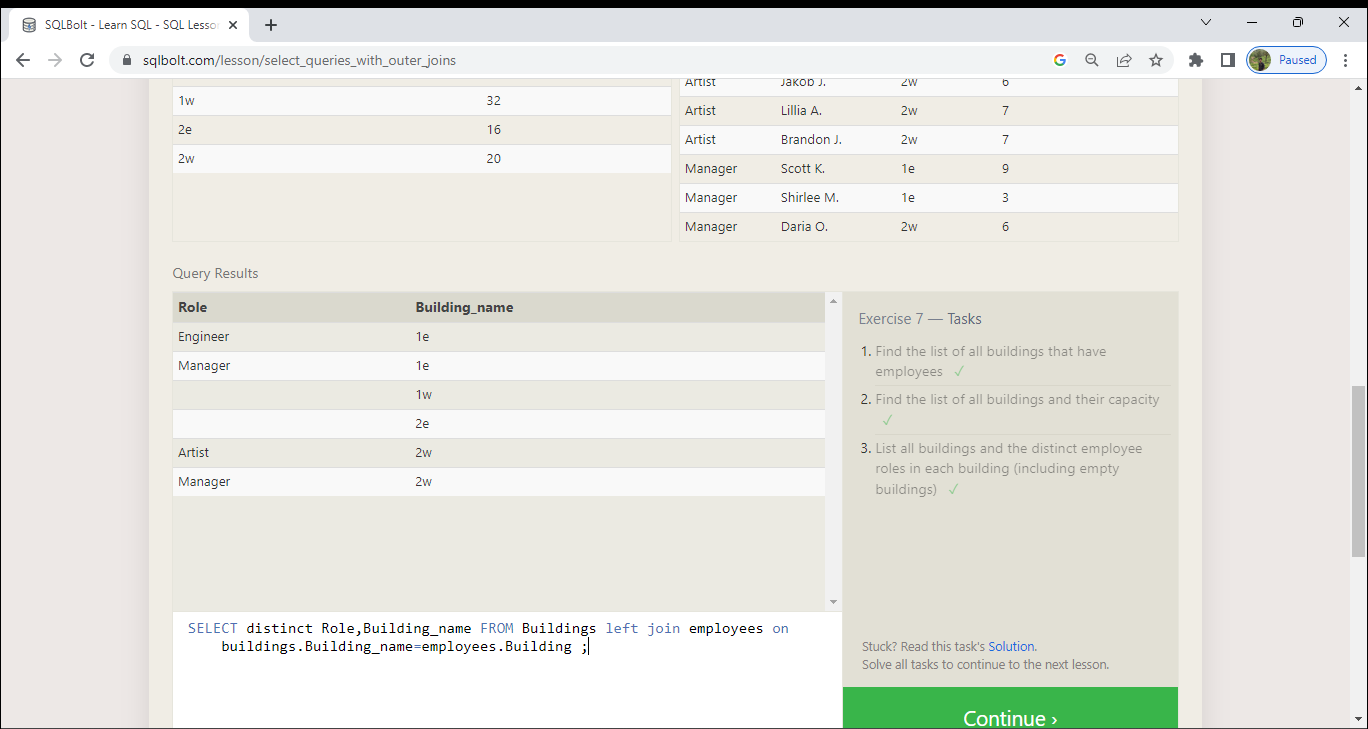 SQLBolt - Learn SQL - SQL Lesso
sqlbolt.com/lesson/select_queries_with_outer_joins
Paused
1w 32
2e 16
2w 20
Artist Jakob J. 2w 6
Artist Lillia A. 2w 7
Artist Brandon J. 2w 7
Manager Scott K. 1e 9
Manager Shirlee M. 1e 3
Manager Daria O. 2w 6
Query Results
Role Building_name
Engineer 1e
Manager 1e
1w
2e
Artist 2w
Manager 2w
SELECT distinct Role,Building_name FROM Buildings left join employees on
buildings.Building_name=employees.Building ;
Exercise 7 — Tasks
1. Find the list of all buildings that have
employees ✓
2. Find the list of all buildings and their capacity
✓
3. List all buildings and the distinct employee
roles in each building (including empty
buildings) ✓
Stuck? Read this task's Solution.
Solve all tasks to continue to the next lesson.
Continue ›